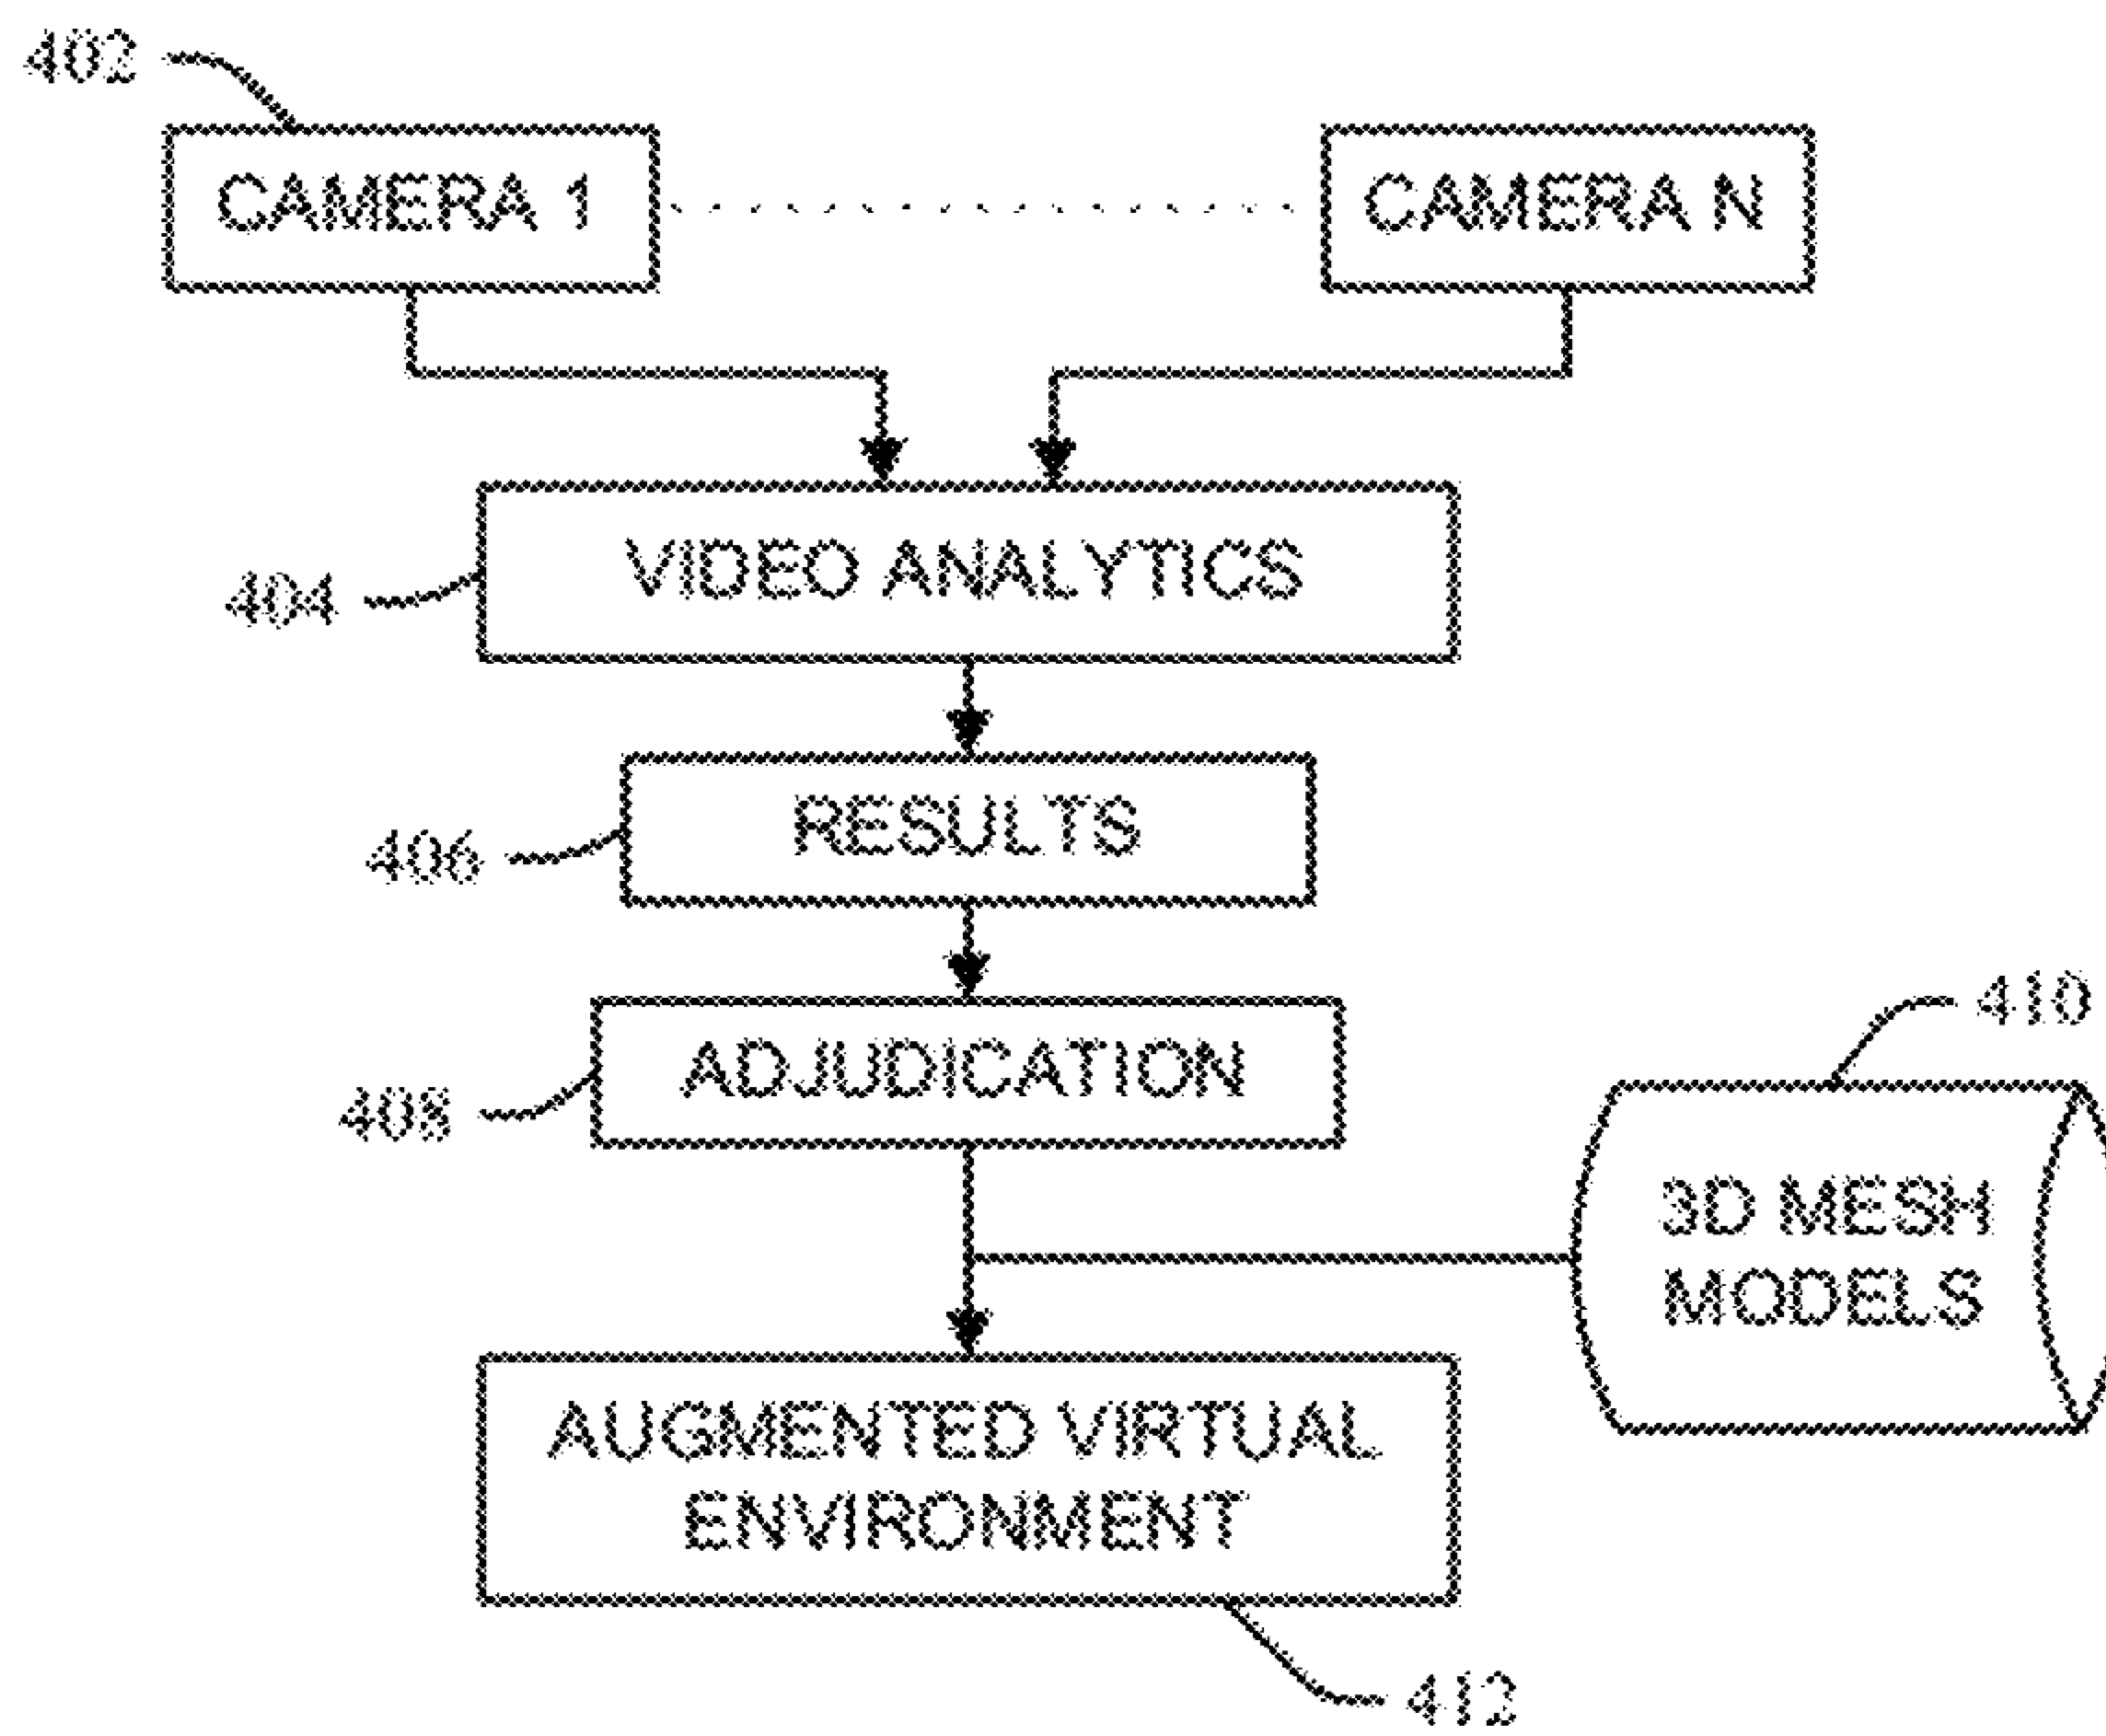 402
CAMERA 1
CAMERA N
VIDEO ANALYTICS
404
RESULTS
406
ADJUDICATION
408
410
3D MESH
MODELS
AUGMENTED VIRTUAL
ENVIRONMENT
412